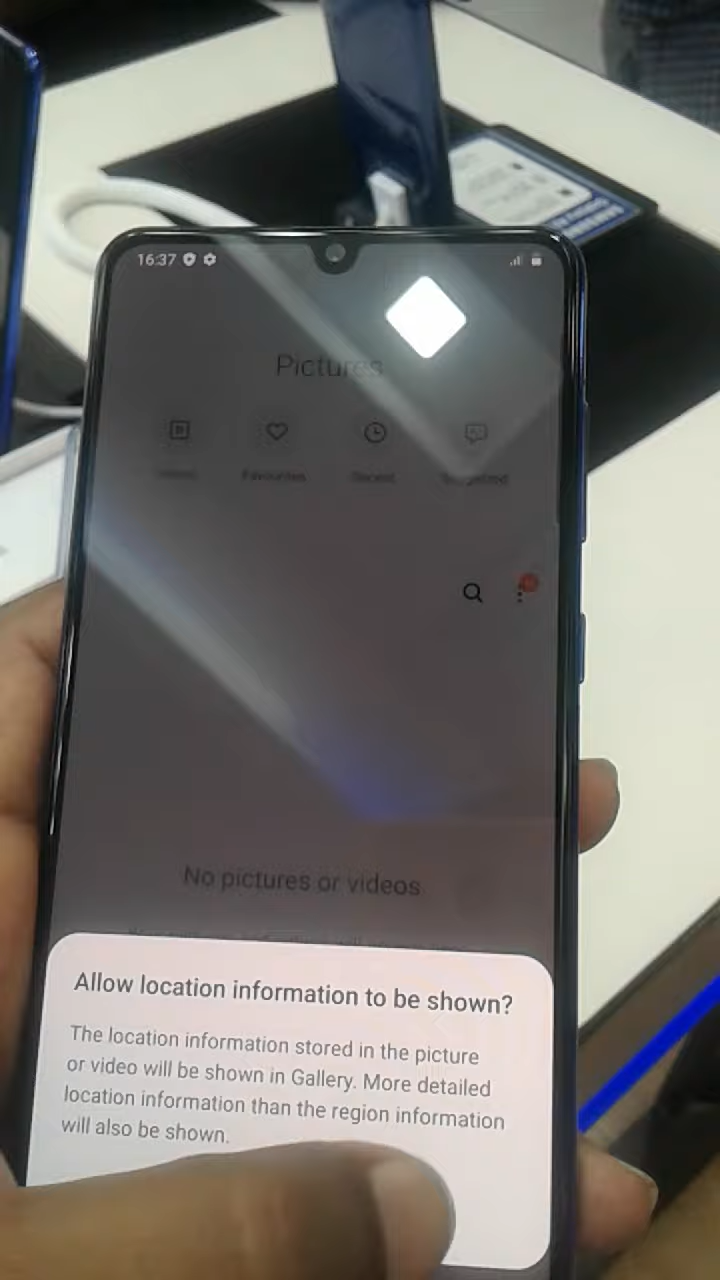 16:37
Pictures
Favourites
Recent
No pictures or videos
Allow location information to be shown?
The location information stored in the picture
or video will be shown in Gallery. More detailed
location information than the region information
will also be shown.